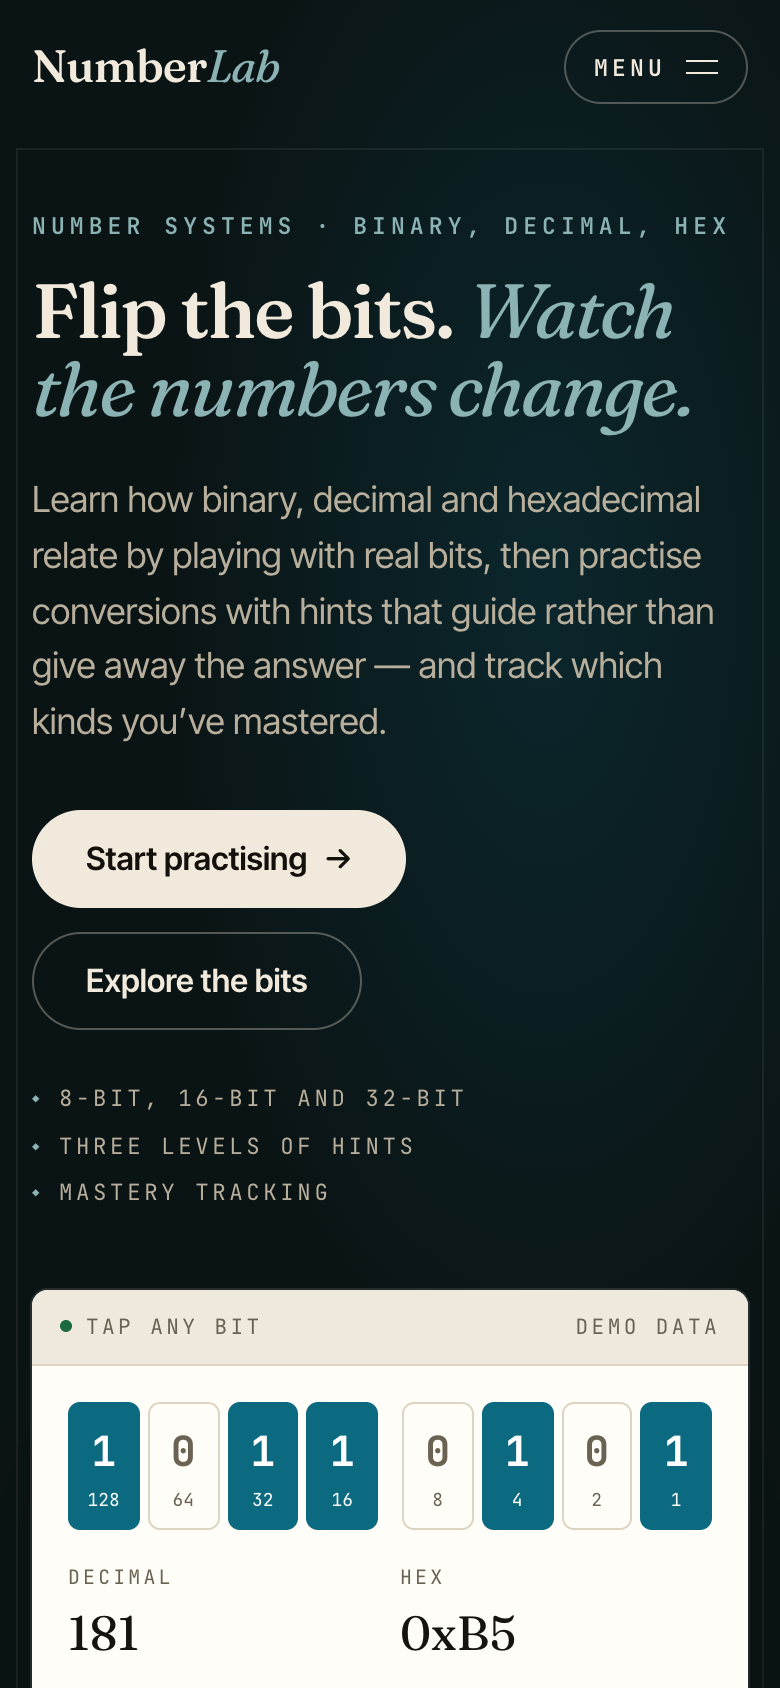 NumberLab
MENU
NUMBER SYSTEMS · BINARY, DECIMAL, HEX
Flip the bits. Watch
the numbers change.
Learn how binary, decimal and hexadecimal
relate by playing with real bits, then practise
conversions with hints that guide rather than
give away the answer — and track which
kinds you’ve mastered.
Start practising →
Explore the bits
8-BIT, 16-BIT AND 32-BIT
THREE LEVELS OF HINTS
MASTERY TRACKING
TAP ANY BIT DEMO DATA
1 0 1 1 0 1 0 1
128 64 32 16 8 4 2 1
DECIMAL HEX
181 0xB5